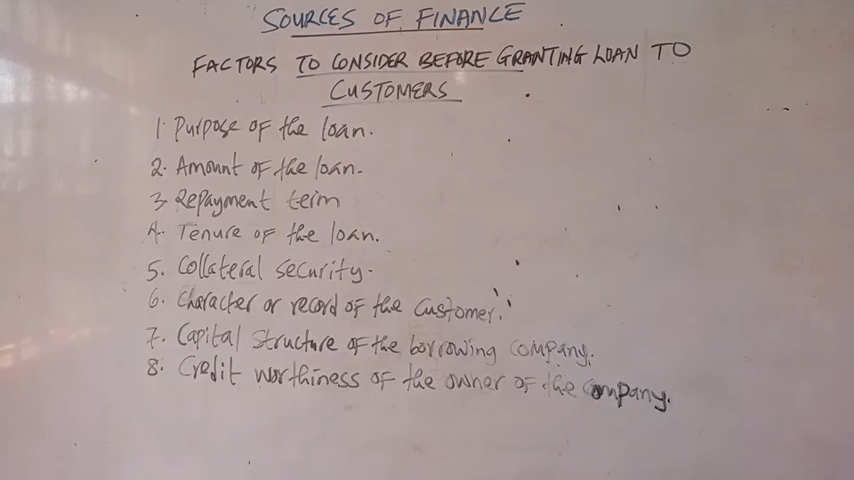 SOURCES OF FINANCE
FACTORS TO CONSIDER BEFORE GRANTING LOAN TO
CUSTOMERS
1. Purpose of the loan.
2. Amount of the loan.
3. Repayment term
4. Tenure of the loan.
5. Collateral security.
6. Character or record of the Customer.
7. Capital structure of the borrowing company.
8. Credit worthiness of the owner of the company.